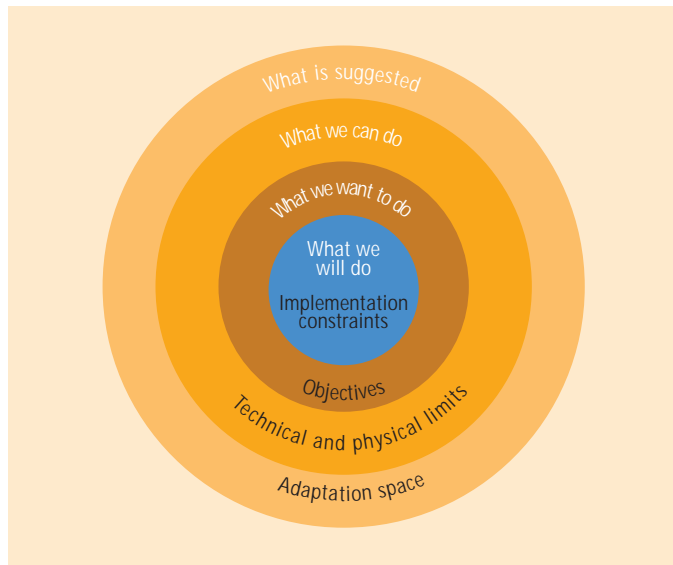 What is suggested
What we can do
What we want to do
What we
will do
Implementation
constraints
Objectives
Technical and physical limits
Adaptation space